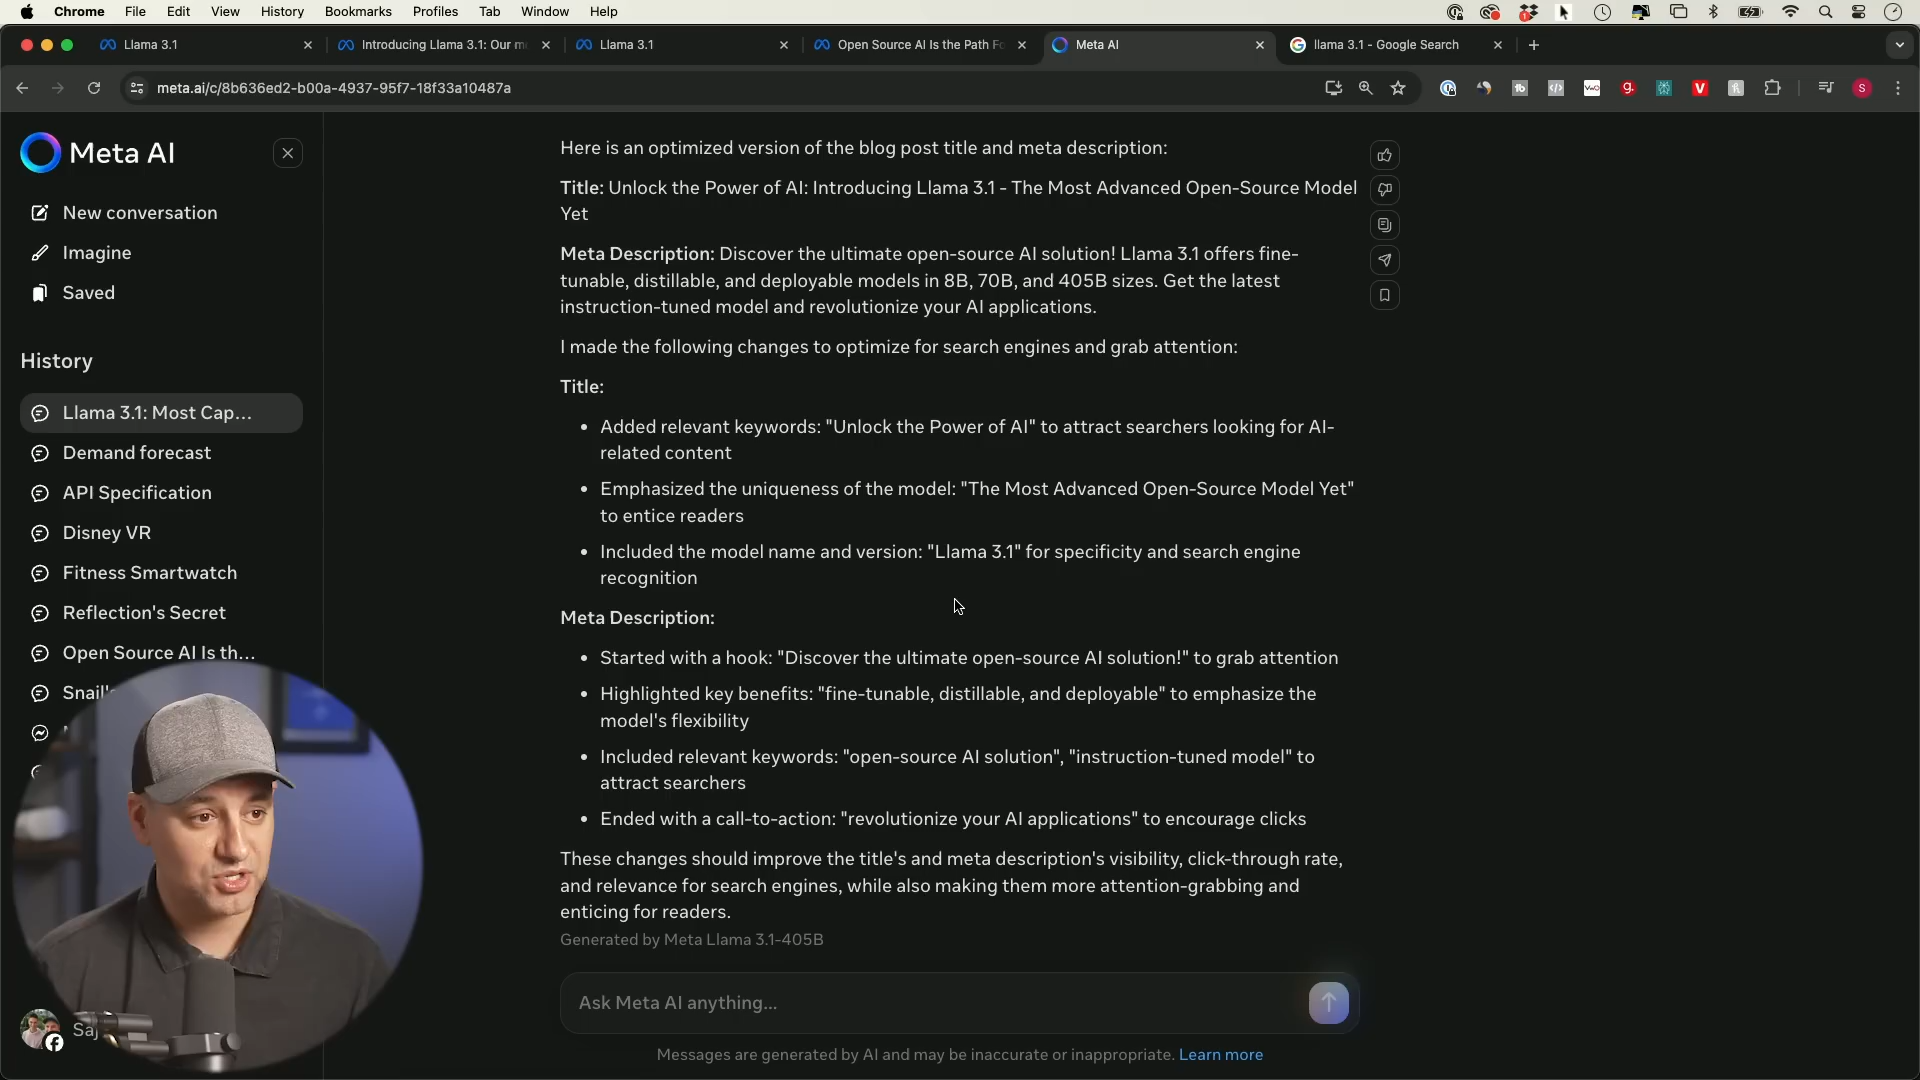 Chrome File Edit View History Bookmarks Profiles Tab Window Help
Llama 3.1
Introducing Llama 3.1: Our m
Llama 3.1
Open Source AI Is the Path Fo
Meta AI
llama 3.1 - Google Search
meta.ai/c/8b636ed2-b00a-4937-95f7-18f33a10487a
S
Meta AI
New conversation
Imagine
Saved
History
Llama 3.1: Most Cap...
Demand forecast
API Specification
Disney VR
Fitness Smartwatch
Reflection's Secret
Open Source AI Is th...
Snail's
Here is an optimized version of the blog post title and meta description:
Title: Unlock the Power of AI: Introducing Llama 3.1 - The Most Advanced Open-Source Model
Yet
Meta Description: Discover the ultimate open-source AI solution! Llama 3.1 offers fine-
tunable, distillable, and deployable models in 8B, 70B, and 405B sizes. Get the latest
instruction-tuned model and revolutionize your AI applications.
I made the following changes to optimize for search engines and grab attention:
Title:
• Added relevant keywords: "Unlock the Power of AI" to attract searchers looking for AI-
related content
• Emphasized the uniqueness of the model: "The Most Advanced Open-Source Model Yet"
to entice readers
• Included the model name and version: "Llama 3.1" for specificity and search engine
recognition
Meta Description:
• Started with a hook: "Discover the ultimate open-source AI solution!" to grab attention
• Highlighted key benefits: "fine-tunable, distillable, and deployable" to emphasize the
model's flexibility
• Included relevant keywords: "open-source AI solution", "instruction-tuned model" to
attract searchers
• Ended with a call-to-action: "revolutionize your AI applications" to encourage clicks
These changes should improve the title's and meta description's visibility, click-through rate,
and relevance for search engines, while also making them more attention-grabbing and
enticing for readers.
Generated by Meta Llama 3.1-405B
Ask Meta AI anything...
Messages are generated by AI and may be inaccurate or inappropriate. Learn more